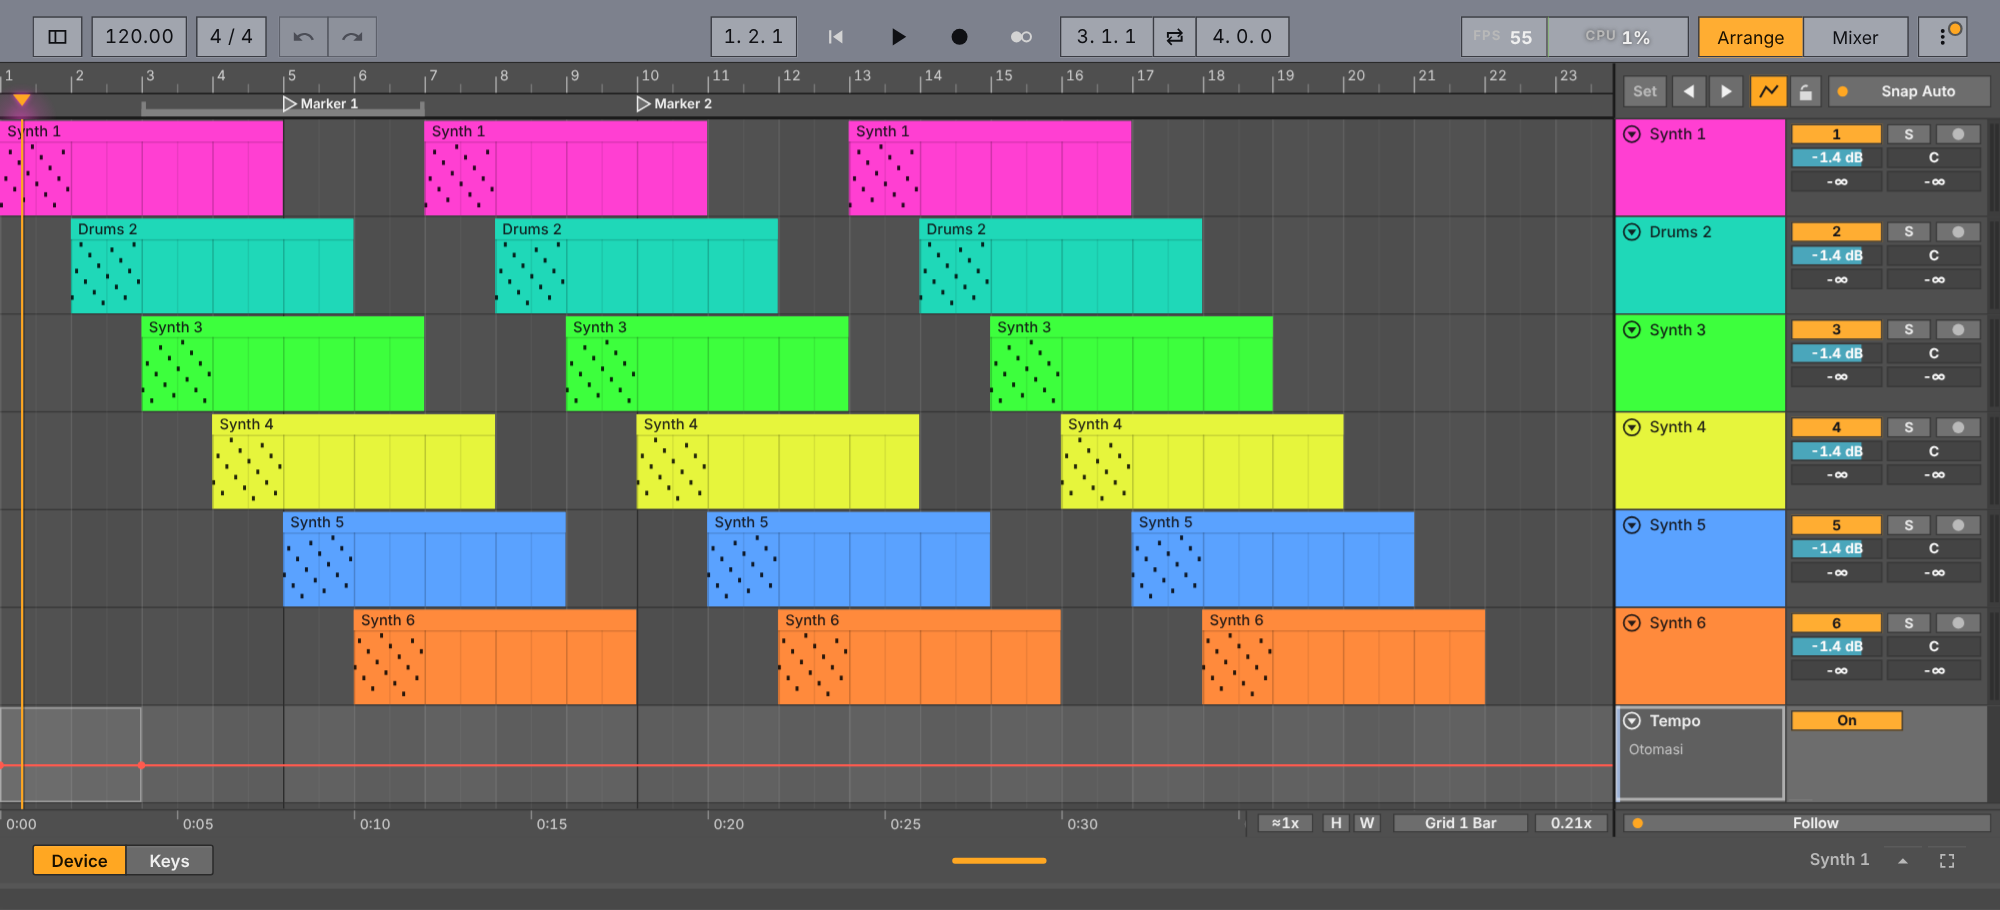 120.00 4 / 4 1. 2. 1 3. 1. 1 4. 0. 0 FPS 55 CPU 1% Arrange Mixer
1 2 3 4 5 6 7 8 9 10 11 12 13 14 15 16 17 18 19 20 21 22 23
Set Snap Auto
Marker 1 Marker 2
Synth 1 Synth 1 Synth 1 Synth 1 1 S
-1.4 dB C
-∞ -∞
Drums 2 Drums 2 Drums 2 Drums 2 2 S
-1.4 dB C
-∞ -∞
Synth 3 Synth 3 Synth 3 Synth 3 3 S
-1.4 dB C
-∞ -∞
Synth 4 Synth 4 Synth 4 Synth 4 4 S
-1.4 dB C
-∞ -∞
Synth 5 Synth 5 Synth 5 Synth 5 5 S
-1.4 dB C
-∞ -∞
Synth 6 Synth 6 Synth 6 Synth 6 6 S
-1.4 dB C
-∞ -∞
Tempo On
Otomasi
0:00 0:05 0:10 0:15 0:20 0:25 0:30 ≈1x H W Grid 1 Bar 0.21x Follow
Device Keys Synth 1